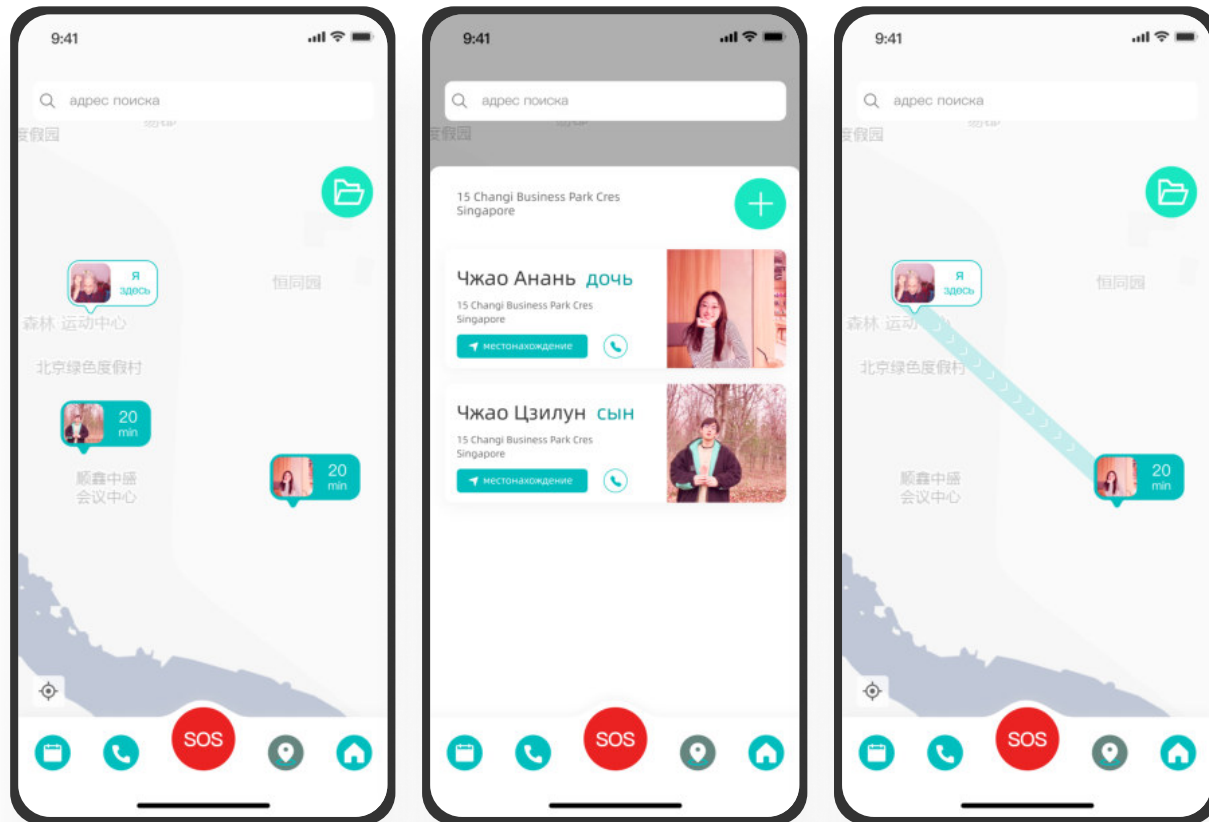 9:41
адрес поиска
度假园
Я
здесь
恒同园
森林 运动中心
北京绿色度假村
20
min
20
min
顺鑫中盛
会议中心
SOS
9:41
адрес поиска
度假园
15 Changi Business Park Cres
Singapore
Чжао Анань дочь
15 Changi Business Park Cres
Singapore
местонахождение
Чжао Цзилун сын
15 Changi Business Park Cres
Singapore
местонахождение
SOS
9:41
адрес поиска
度假园
Я
здесь
恒同园
森林 运动
北京绿色度假村
20
min
顺鑫中盛
会议中心
SOS